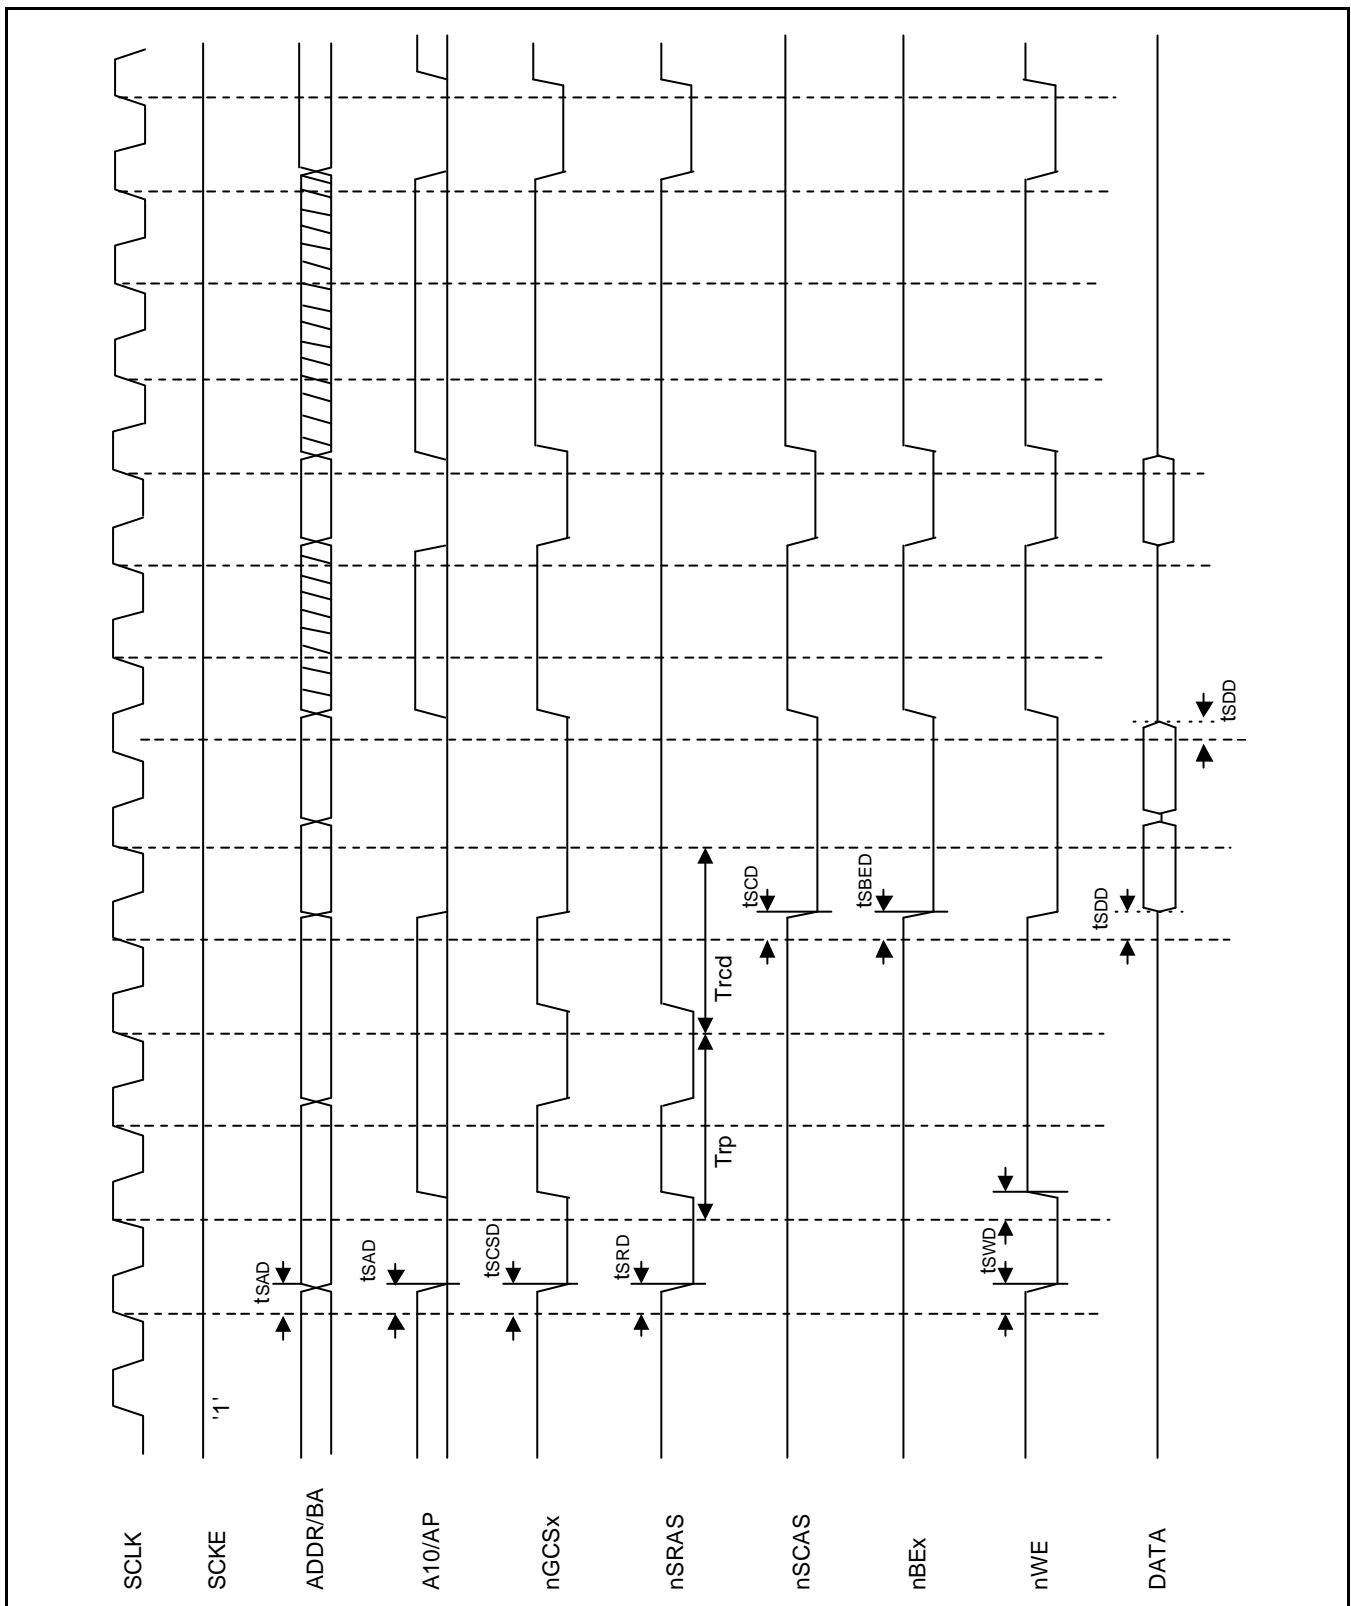 SCLK
SCKE
'1'
ADDR/BA
tSAD
A10/AP
tSAD
nGCSx
tSCSD
nSRAS
tSRD
Trp
Trcd
nSCAS
tSCD
nBEx
tSBED
nWE
tSWD
DATA
tSDD
tSDD